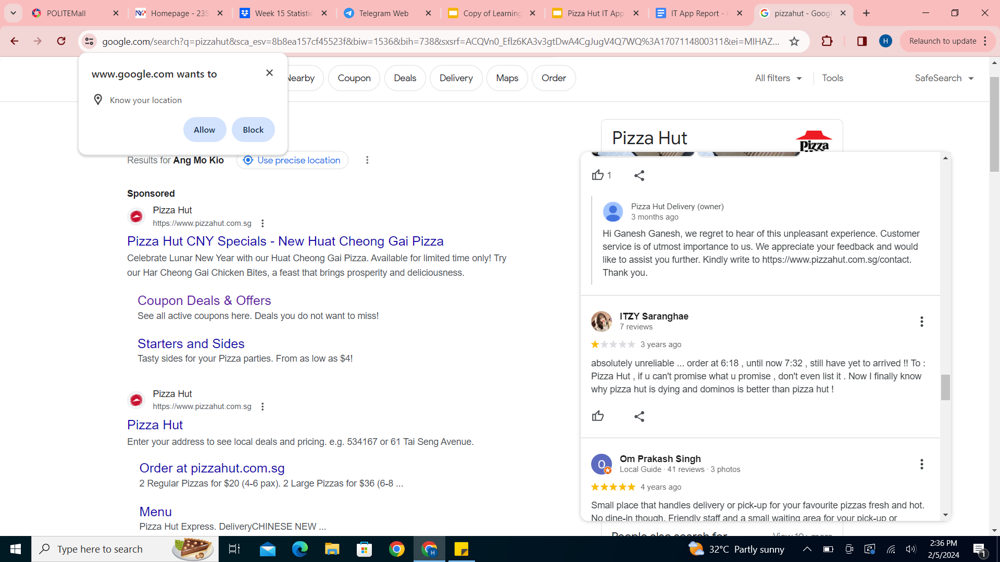 POLITEMall
Homepage - 23S
Week 15 Statistic
Telegram Web
Copy of Learning
Pizza Hut IT App
IT App Report -
pizzahut - Googl
google.com/search?q=pizzahut&sca_esv=8b8ea157cf45523f&biw=1536&bih=738&sxsrf=ACQVn0_Eflz6KA3v3gtDwA4CgJugV4Q7WQ%3A1707114800311&ei=MIHAZ...
H
Relaunch to update
www.google.com wants to
Know your location
Allow
Block
Nearby
Coupon
Deals
Delivery
Maps
Order
All filters
Tools
SafeSearch
Results for Ang Mo Kio
Use precise location
Sponsored
Pizza Hut
https://www.pizzahut.com.sg
Pizza Hut CNY Specials - New Huat Cheong Gai Pizza
Celebrate Lunar New Year with our Huat Cheong Gai Pizza. Available for limited time only! Try
our Har Cheong Gai Chicken Bites, a feast that brings prosperity and deliciousness.
Coupon Deals & Offers
See all active coupons here. Deals you do not want to miss!
Starters and Sides
Tasty sides for your Pizza parties. From as low as $4!
Pizza Hut
https://www.pizzahut.com.sg
Pizza Hut
Enter your address to see local deals and pricing. e.g. 534167 or 61 Tai Seng Avenue.
Order at pizzahut.com.sg
2 Regular Pizzas for $20 (4-6 pax). 2 Large Pizzas for $36 (6-8 ...
Menu
Pizza Hut Express. DeliveryCHINESE NEW ...
Pizza Hut
Pizza
1
Pizza Hut Delivery (owner)
3 months ago
Hi Ganesh Ganesh, we regret to hear of this unpleasant experience. Customer
service is of utmost importance to us. We appreciate your feedback and would
like to assist you further. Kindly write to https://www.pizzahut.com.sg/contact.
Thank you.
ITZY Saranghae
7 reviews
3 years ago
absolutely unreliable ... order at 6:18 , until now 7:32 , still have yet to arrived !! To :
Pizza Hut , if u can't promise what u promise , don't even list it . Now I finally know
why pizza hut is dying and dominos is better than pizza hut !
O
Om Prakash Singh
Local Guide · 41 reviews · 3 photos
4 years ago
Small place that handles delivery or pick-up for your favourite pizzas fresh and hot.
No dine-in though. Friendly staff and a small waiting area for your pick-up or
People also search for
View 10+ more
Type here to search
H
32°C Partly sunny
2:36 PM
2/5/2024
1